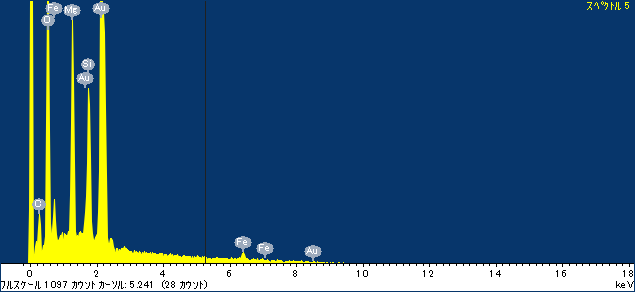 スペクトル 5
Fe Mg Au
O
Si
Au
O
Fe Fe Au
0 2 4 6 8 10 12 14 16 18
フルスケール 1097 カウント カーソル: 5.241 (28 カウント) keV